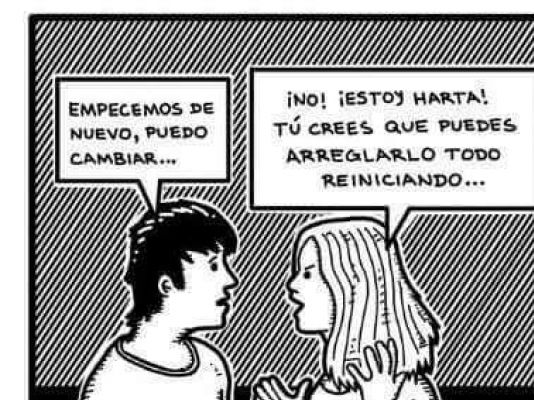 EMPECEMOS DE
NUEVO, PUEDO
CAMBIAR...
¡NO! ¡ESTOY HARTA!
TÚ CREES QUE PUEDES
ARREGLARLO TODO
REINICIANDO...